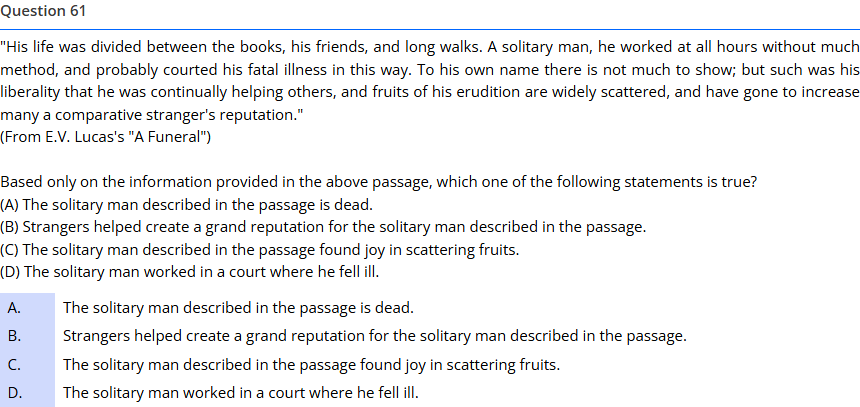 Question 61
"His life was divided between the books, his friends, and long walks. A solitary man, he worked at all hours without much
method, and probably courted his fatal illness in this way. To his own name there is not much to show; but such was his
liberality that he was continually helping others, and fruits of his erudition are widely scattered, and have gone to increase
many a comparative stranger's reputation."
(From E.V. Lucas's "A Funeral")
Based only on the information provided in the above passage, which one of the following statements is true?
(A) The solitary man described in the passage is dead.
(B) Strangers helped create a grand reputation for the solitary man described in the passage.
(C) The solitary man described in the passage found joy in scattering fruits.
(D) The solitary man worked in a court where he fell ill.
A. The solitary man described in the passage is dead.
B. Strangers helped create a grand reputation for the solitary man described in the passage.
C. The solitary man described in the passage found joy in scattering fruits.
D. The solitary man worked in a court where he fell ill.